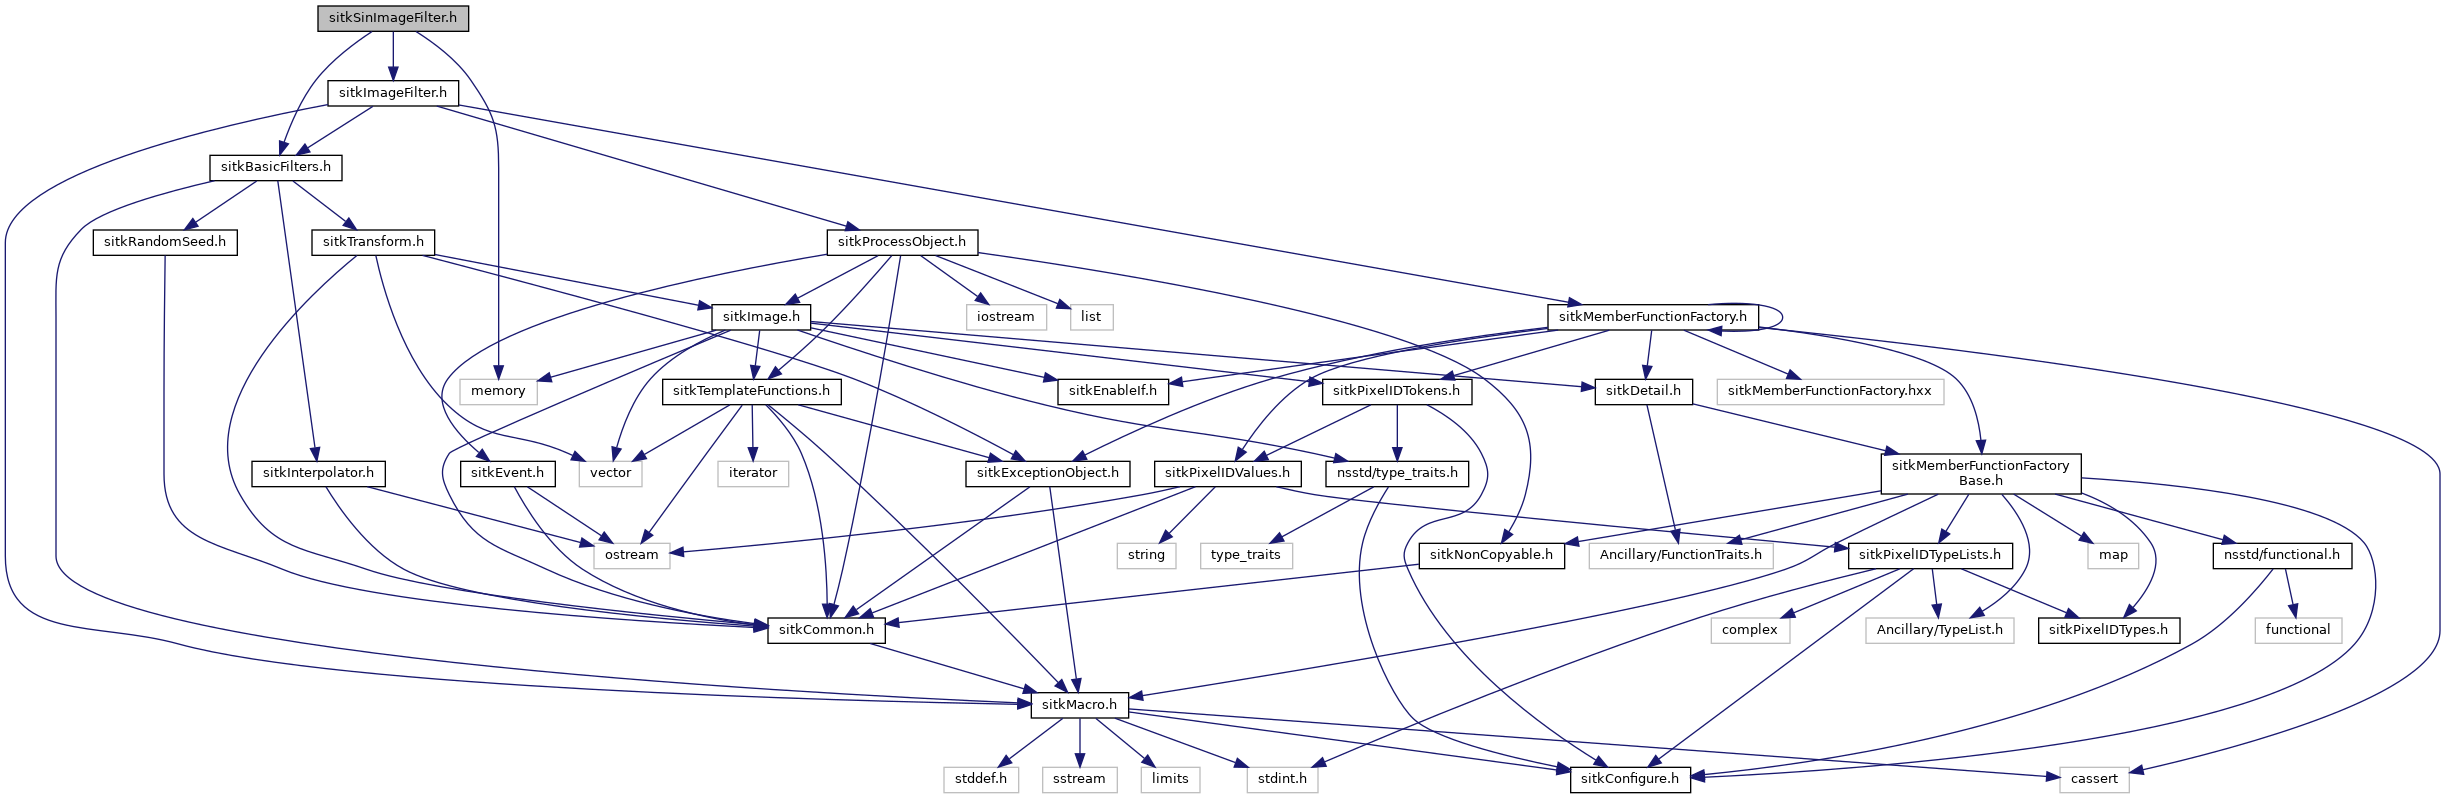 sitkSinImageFilter.h
sitkImageFilter.h
sitkBasicFilters.h
sitkRandomSeed.h
sitkTransform.h
sitkProcessObject.h
sitkImage.h
iostream
list
sitkMemberFunctionFactory.h
memory
sitkTemplateFunctions.h
sitkEnableIf.h
sitkPixelIDTokens.h
sitkDetail.h
sitkMemberFunctionFactory.hxx
sitkInterpolator.h
sitkEvent.h
vector
iterator
sitkExceptionObject.h
sitkPixelIDValues.h
nsstd/type_traits.h
sitkMemberFunctionFactory
Base.h
ostream
string
type_traits
sitkNonCopyable.h
Ancillary/FunctionTraits.h
sitkPixelIDTypeLists.h
map
nsstd/functional.h
sitkCommon.h
complex
Ancillary/TypeList.h
sitkPixelIDTypes.h
functional
sitkMacro.h
stddef.h
sstream
limits
stdint.h
sitkConfigure.h
cassert